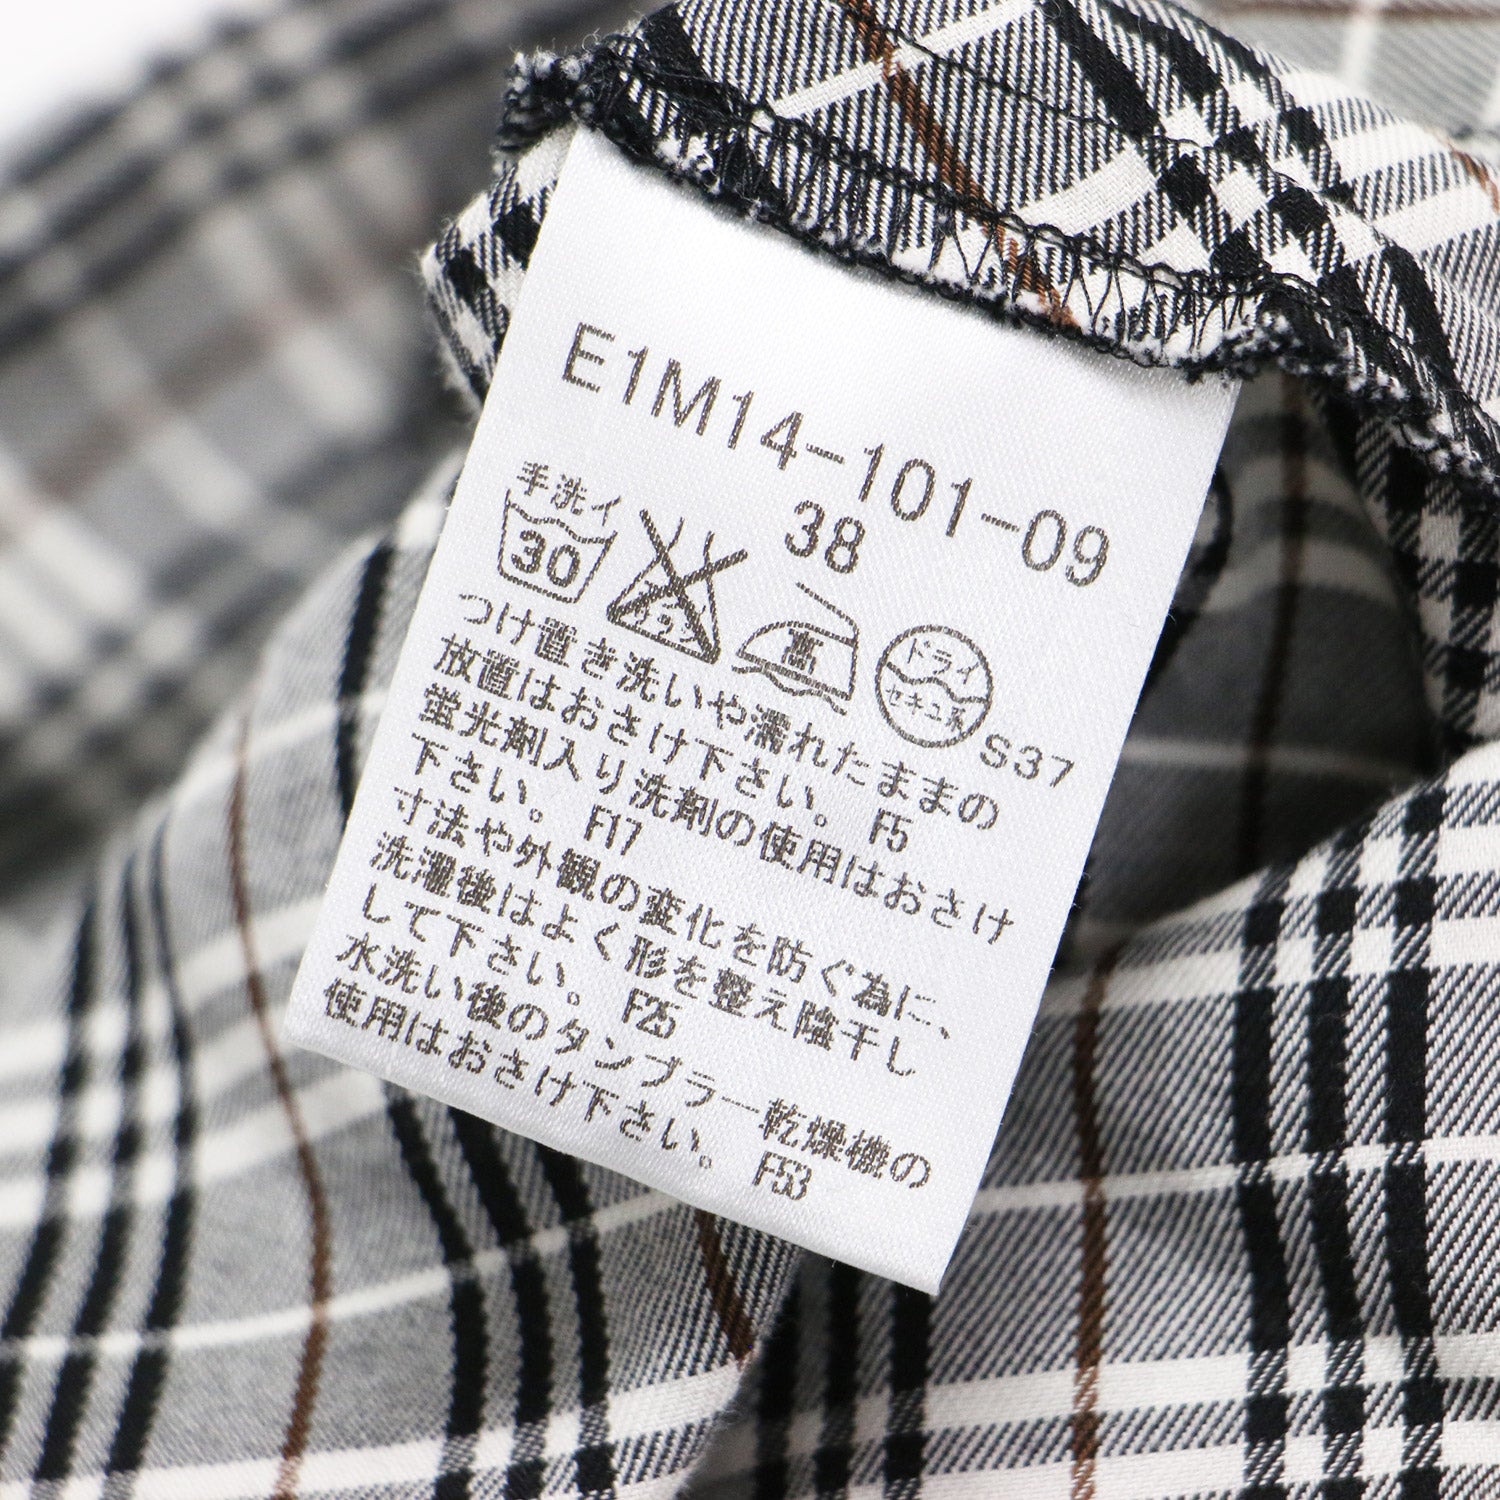 E1M14-101-09
38
手洗イ
30
高
ドライ
セキユ系
S37
つけ置き洗いや濡れたままの
放置はおさけ下さい。 F5
蛍光剤入り洗剤の使用はおさけ
下さい。 F17
寸法や外観の変化を防ぐ為に、
洗濯後はよく形を整え陰干し
して下さい。 F25
水洗い後のタンブラー乾燥機の
使用はおさけ下さい。 F53